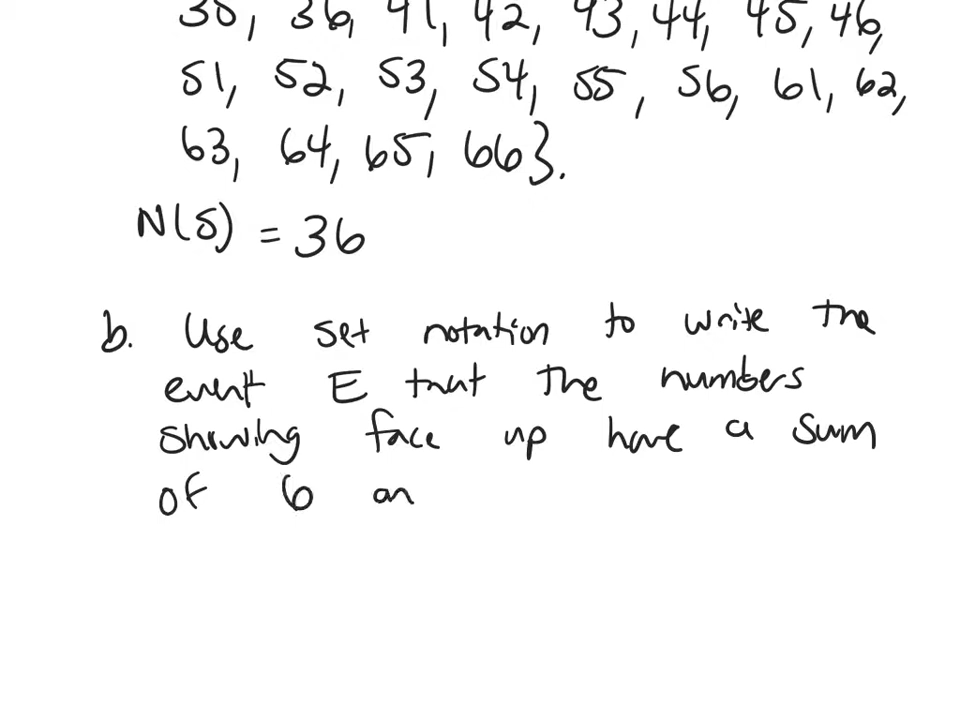 35, 36, 41, 42, 43, 44, 45, 46,
51, 52, 53, 54, 55, 56, 61, 62,
63, 64, 65, 66}.
N(S) = 36
b. Use set notation to write the
event E that the numbers
showing face up have a sum
of 6 an